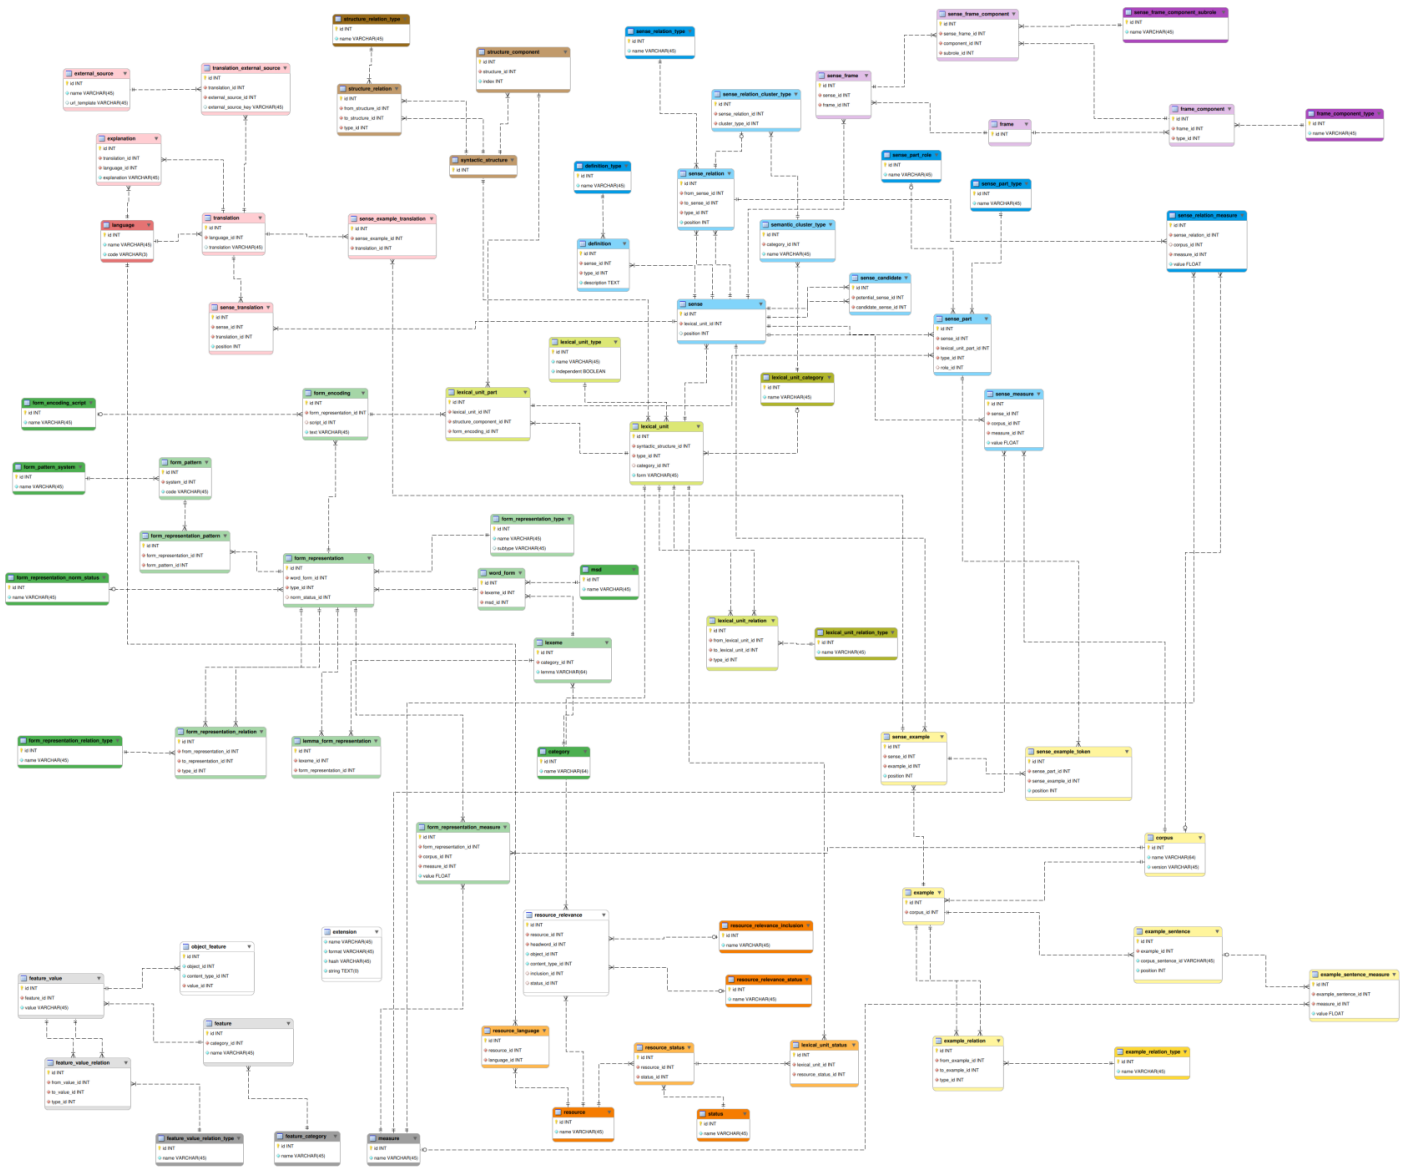 structure_relation_type
id INT
name VARCHAR(45)
sense_relation_type
id INT
name VARCHAR(45)
sense_frame_component
id INT
sense_frame_id INT
component_id INT
subrole_id INT
sense_frame_component_subrole
id INT
name VARCHAR(45)
structure_component
id INT
structure_id INT
index INT
external_source
id INT
name VARCHAR(45)
url_template VARCHAR(45)
translation_external_source
id INT
translation_id INT
external_source_id INT
external_source_key VARCHAR(45)
structure_relation
id INT
from_structure_id INT
to_structure_id INT
type_id INT
sense_relation_cluster_type
id INT
sense_relation_id INT
cluster_type_id INT
sense_frame
id INT
sense_id INT
frame_id INT
frame
id INT
frame_component
id INT
frame_id INT
type_id INT
frame_component_type
id INT
name VARCHAR(45)
explanation
id INT
translation_id INT
language_id INT
explanation VARCHAR(45)
syntactic_structure
id INT
definition_type
id INT
name VARCHAR(45)
sense_relation
id INT
from_sense_id INT
to_sense_id INT
type_id INT
position INT
sense_part_role
id INT
name VARCHAR(45)
sense_part_type
id INT
name VARCHAR(45)
language
id INT
name VARCHAR(45)
code VARCHAR(3)
translation
id INT
language_id INT
translation VARCHAR(45)
sense_example_translation
id INT
sense_example_id INT
translation_id INT
definition
id INT
sense_id INT
type_id INT
description TEXT
semantic_cluster_type
id INT
category_id INT
name VARCHAR(45)
sense_relation_measure
id INT
sense_relation_id INT
corpus_id INT
measure_id INT
value FLOAT
sense_candidate
id INT
potential_sense_id INT
candidate_sense_id INT
sense_translation
id INT
sense_id INT
translation_id INT
position INT
sense
id INT
lexical_unit_id INT
position INT
sense_part
id INT
sense_id INT
lexical_unit_part_id INT
type_id INT
role_id INT
lexical_unit_type
id INT
name VARCHAR(45)
independent BOOLEAN
lexical_unit_category
id INT
name VARCHAR(45)
form_encoding_script
id INT
name VARCHAR(45)
form_encoding
id INT
form_representation_id INT
script_id INT
text VARCHAR(45)
lexical_unit_part
id INT
lexical_unit_id INT
structure_component_id INT
form_encoding_id INT
sense_measure
id INT
sense_id INT
corpus_id INT
measure_id INT
value FLOAT
lexical_unit
id INT
syntactic_structure_id INT
type_id INT
category_id INT
form VARCHAR(45)
form_pattern_system
id INT
name VARCHAR(45)
form_pattern
id INT
system_id INT
code VARCHAR(45)
form_representation_pattern
id INT
form_representation_id INT
form_pattern_id INT
form_representation_type
id INT
name VARCHAR(45)
subtype VARCHAR(45)
form_representation_norm_status
id INT
name VARCHAR(45)
form_representation
id INT
word_form_id INT
type_id INT
norm_status_id INT
word_form
id INT
lexeme_id INT
msd_id INT
msd
id INT
name VARCHAR(45)
lexeme
id INT
category_id INT
lemma VARCHAR(64)
lexical_unit_relation
id INT
from_lexical_unit_id INT
to_lexical_unit_id INT
type_id INT
lexical_unit_relation_type
id INT
name VARCHAR(45)
form_representation_relation_type
id INT
name VARCHAR(45)
form_representation_relation
id INT
from_representation_id INT
to_representation_id INT
type_id INT
lemma_form_representation
id INT
lexeme_id INT
form_representation_id INT
category
id INT
name VARCHAR(64)
sense_example
id INT
sense_id INT
example_id INT
position INT
sense_example_token
id INT
sense_part_id INT
sense_example_id INT
position INT
form_representation_measure
id INT
form_representation_id INT
corpus_id INT
measure_id INT
value FLOAT
corpus
id INT
name VARCHAR(64)
version VARCHAR(45)
example
id INT
corpus_id INT
resource_relevance
id INT
resource_id INT
headword_id INT
object_id INT
content_type_id INT
inclusion_id INT
status_id INT
resource_relevance_inclusion
id INT
name VARCHAR(45)
extension
name VARCHAR(45)
format VARCHAR(45)
hash VARCHAR(45)
string TEXT(0)
example_sentence
id INT
example_id INT
corpus_sentence_id VARCHAR(45)
position INT
object_feature
id INT
object_id INT
content_type_id INT
value_id INT
feature_value
id INT
feature_id INT
value VARCHAR(45)
resource_relevance_status
id INT
name VARCHAR(45)
example_sentence_measure
id INT
example_sentence_id INT
measure_id INT
value FLOAT
feature
id INT
category_id INT
name VARCHAR(45)
resource_language
id INT
resource_id INT
language_id INT
resource_status
id INT
resource_id INT
status_id INT
lexical_unit_status
id INT
lexical_unit_id INT
resource_status_id INT
example_relation
id INT
from_example_id INT
to_example_id INT
type_id INT
example_relation_type
id INT
name VARCHAR(45)
feature_value_relation
id INT
from_value_id INT
to_value_id INT
type_id INT
resource
id INT
name VARCHAR(45)
status
id INT
name VARCHAR(45)
feature_value_relation_type
id INT
name VARCHAR(45)
feature_category
id INT
name VARCHAR(45)
measure
id INT
name VARCHAR(45)